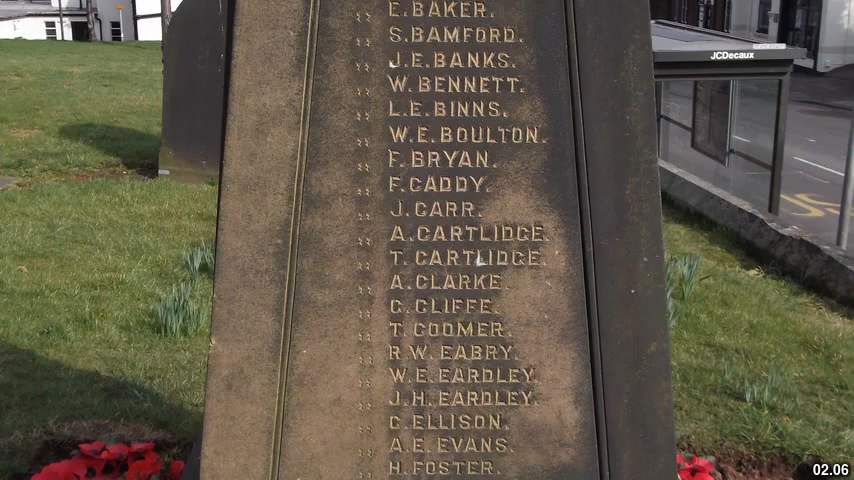 E. BAKER.
S. BAMFORD.
J. E. BANKS.
W. BENNETT.
L. E. BINNS.
W. E. BOULTON.
F. BRYAN.
F. CADDY.
J. CARR.
A. CARTLIDGE.
T. CARTLIDGE.
A. CLARKE.
C. CLIFFE.
T. COOMER.
R. W. EABRY.
W. E. EARDLEY.
J. H. EARDLEY.
C. ELLISON.
A. E. EVANS.
H. FOSTER.
JCDecaux
02.06